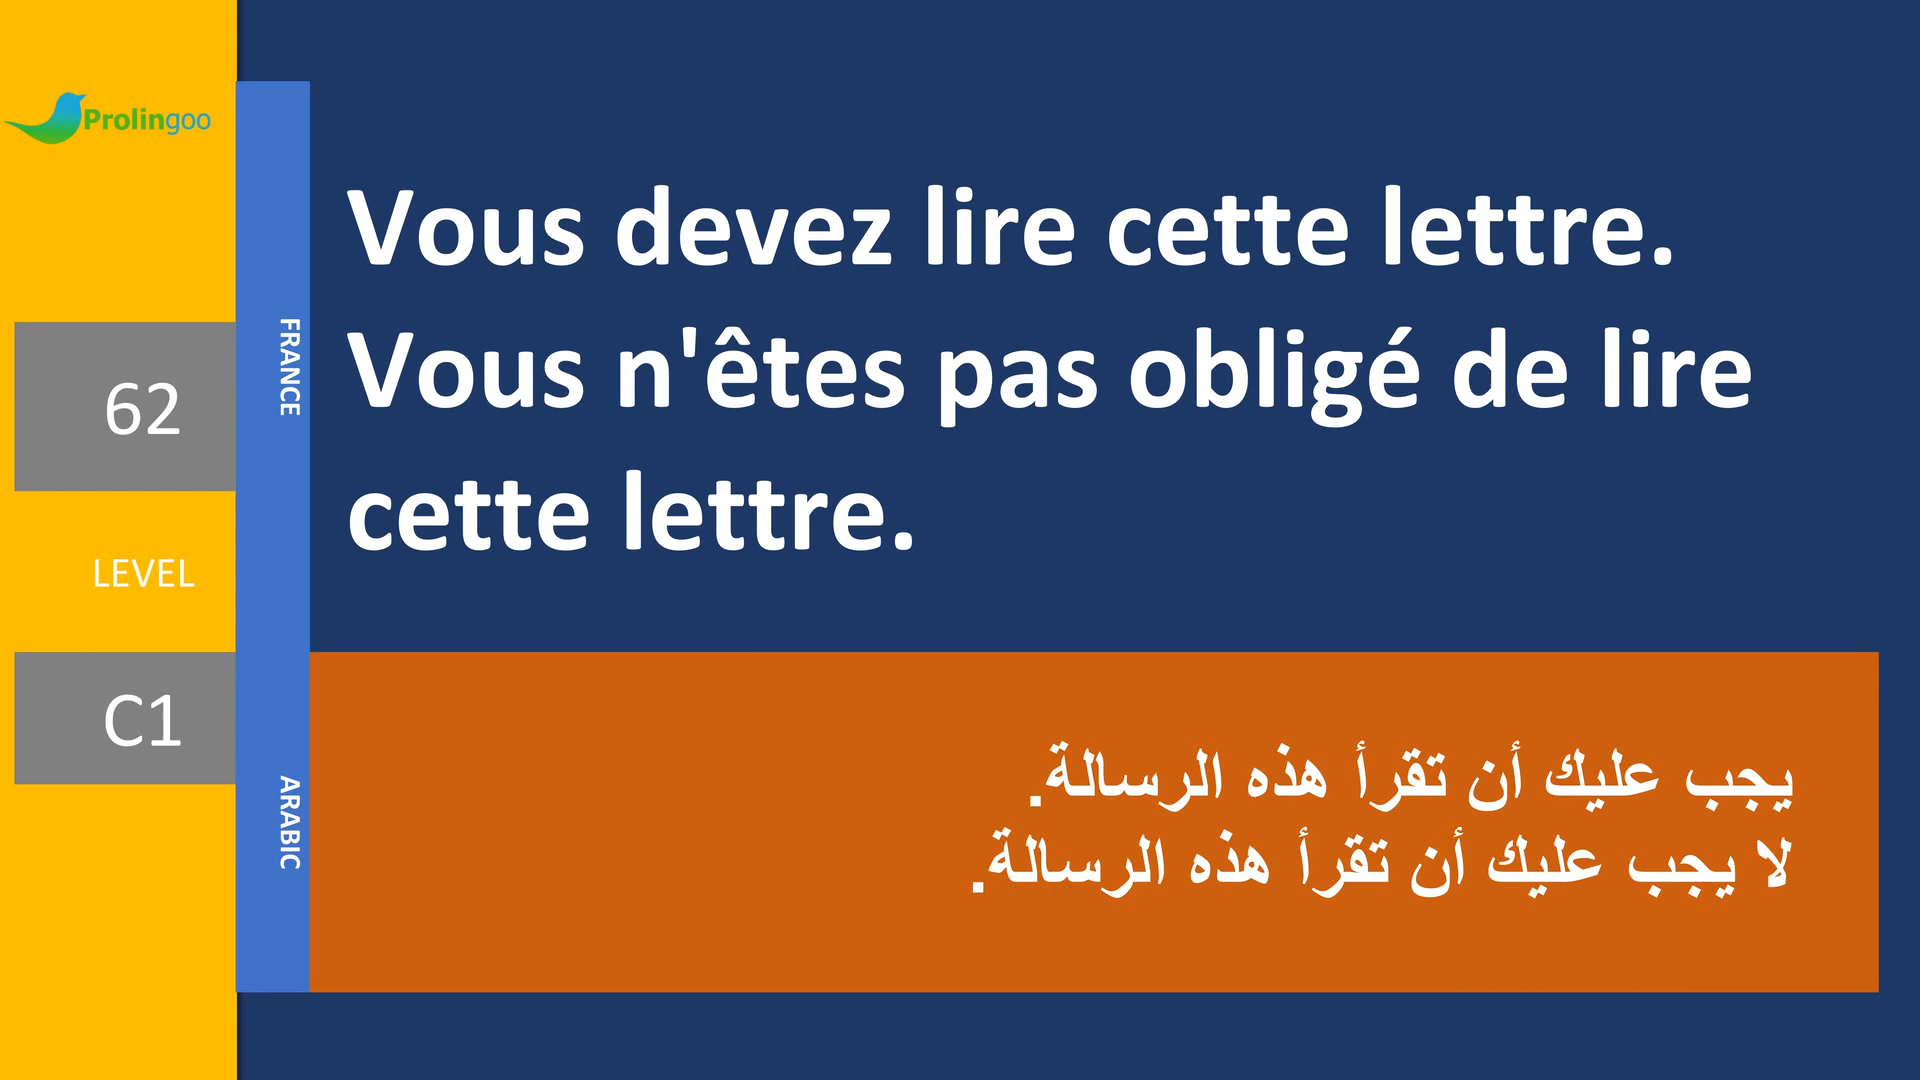 Prolingoo
62
LEVEL
C1
FRANCE
ARABIC
Vous devez lire cette lettre.
Vous n'êtes pas obligé de lire
cette lettre.
يجب عليك أن تقرأ هذه الرسالة.
لا يجب عليك أن تقرأ هذه الرسالة.